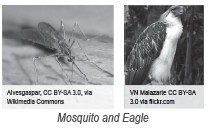 Alvesgaspar, CC BY-SA 3.0, via
Wikimedia Commons
VN Malazarte CC BY-SA
3.0 via flickr.com
Mosquito and Eagle